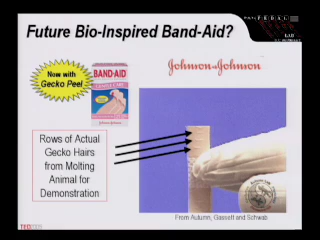 Future Bio-Inspired Band-Aid?
Now with
Gecko Peel
BAND-AID
Johnson & Johnson
Rows of Actual
Gecko Hairs
from Molting
Animal for
Demonstration
From Autumn, Gassett and Schwab
TED2005